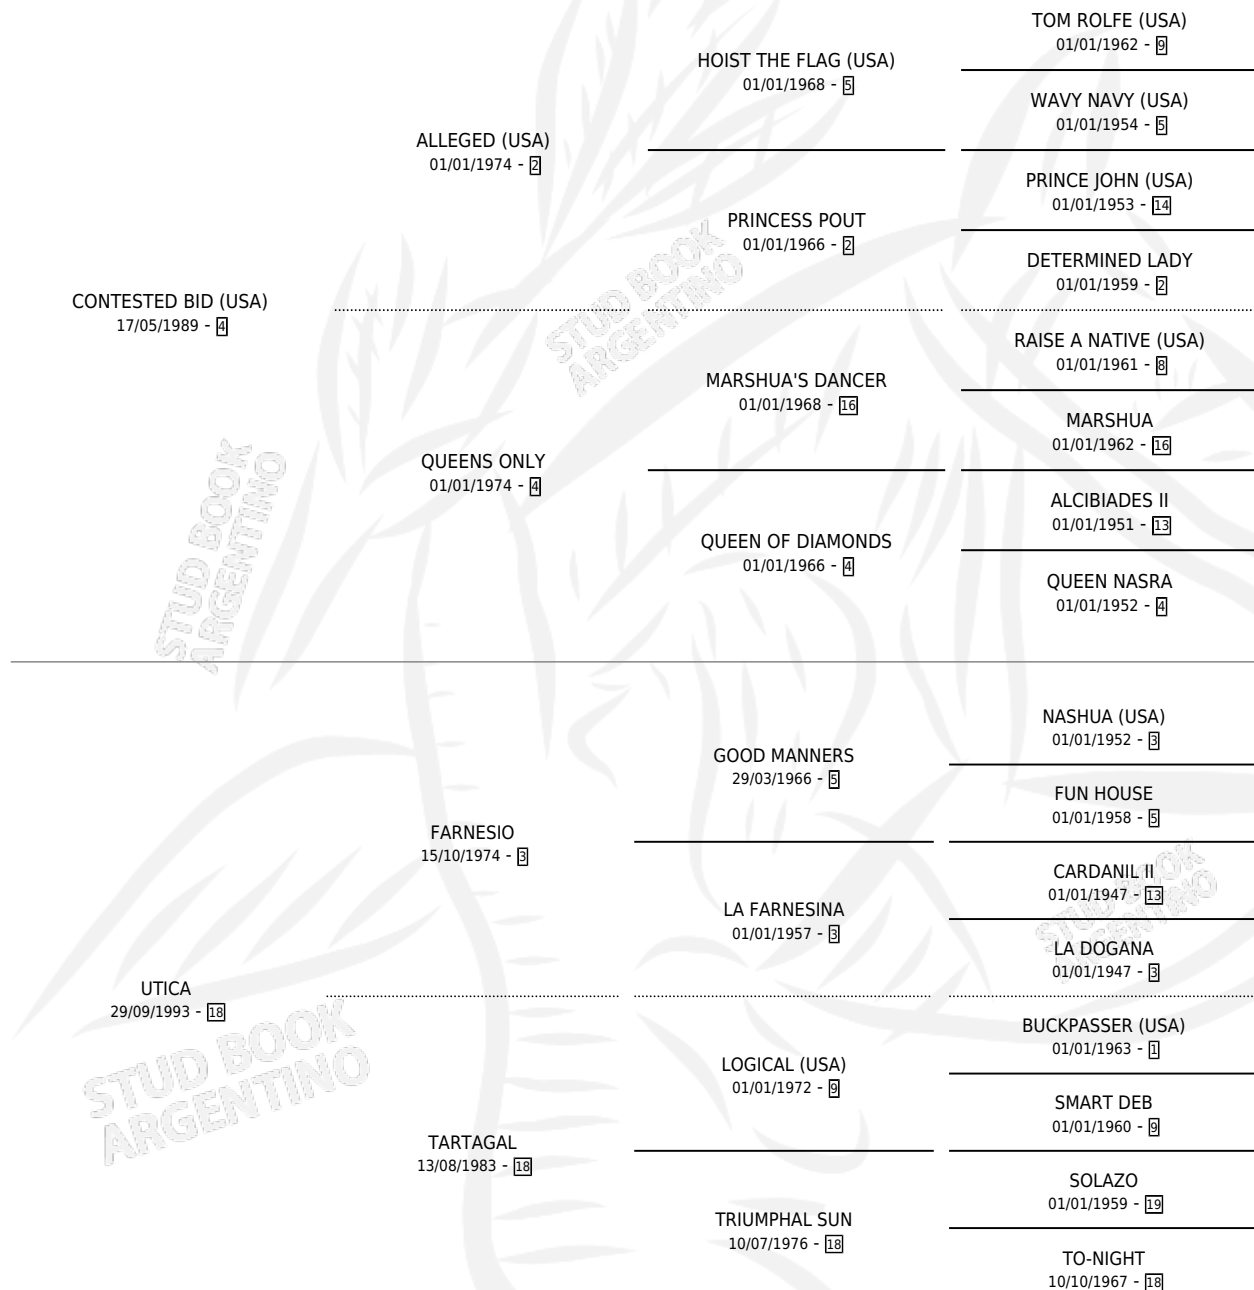 TOM ROLFE (USA)
01/01/1962 - 9
HOIST THE FLAG (USA)
01/01/1968 - 5
WAVY NAVY (USA)
01/01/1954 - 5
ALLEGED (USA)
01/01/1974 - 2
PRINCE JOHN (USA)
01/01/1953 - 14
PRINCESS POUT
01/01/1966 - 2
DETERMINED LADY
01/01/1959 - 2
CONTESTED BID (USA)
17/05/1989 - 4
RAISE A NATIVE (USA)
01/01/1961 - 8
MARSHUA'S DANCER
01/01/1968 - 16
MARSHUA
01/01/1962 - 16
QUEENS ONLY
01/01/1974 - 4
ALCIBIADES II
01/01/1951 - 13
QUEEN OF DIAMONDS
01/01/1966 - 4
QUEEN NASRA
01/01/1952 - 4
NASHUA (USA)
01/01/1952 - 3
GOOD MANNERS
29/03/1966 - 5
FUN HOUSE
01/01/1958 - 5
FARNESIO
15/10/1974 - 3
CARDANIL II
01/01/1947 - 13
LA FARNESINA
01/01/1957 - 3
LA DOGANA
01/01/1947 - 3
UTICA
29/09/1993 - 18
BUCKPASSER (USA)
01/01/1963 - 1
LOGICAL (USA)
01/01/1972 - 9
SMART DEB
01/01/1960 - 9
TARTAGAL
13/08/1983 - 18
SOLAZO
01/01/1959 - 19
TRIUMPHAL SUN
10/07/1976 - 18
TO-NIGHT
10/10/1967 - 18
STUD BOOK
ARGENTINO
STUD BOOK
ARGENTINO
STUD BOOK
ARGENTINO
STUD BOOK
ARGENTINO